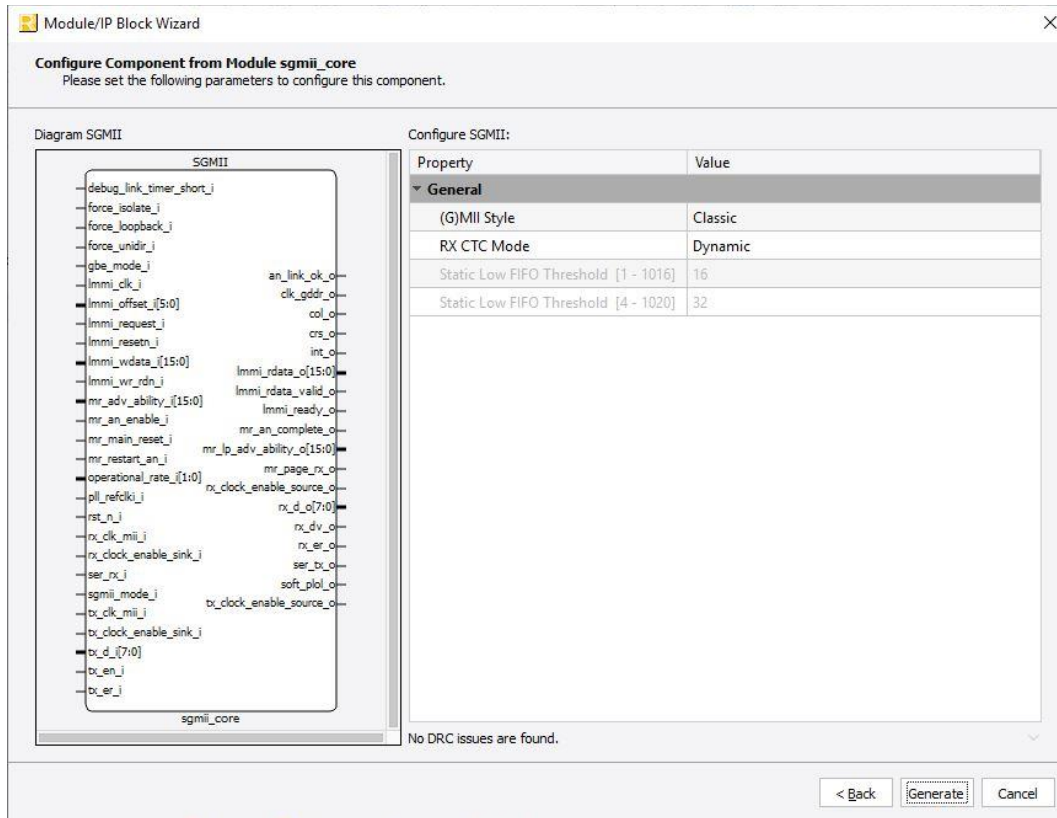 Module/IP Block Wizard
Configure Component from Module sgmii_core
Please set the following parameters to configure this component.
Diagram SGMII
SGMII
debug_link_timer_short_i
force_isolate_i
force_loopback_i
force_unidir_i
gbe_mode_i
lmmi_clk_i
lmmi_offset_i[5:0]
lmmi_request_i
lmmi_resetn_i
lmmi_wdata_i[15:0]
lmmi_wr_rdn_i
mr_adv_ability_i[15:0]
mr_an_enable_i
mr_main_reset_i
mr_restart_an_i
operational_rate_i[1:0]
pll_refclki_i
rst_n_i
rx_clk_mii_i
rx_clock_enable_sink_i
ser_rx_i
sgmii_mode_i
tx_clk_mii_i
tx_clock_enable_sink_i
tx_d_i[7:0]
tx_en_i
tx_er_i
an_link_ok_o
clk_gddr_o
col_o
crs_o
int_o
lmmi_rdata_o[15:0]
lmmi_rdata_valid_o
lmmi_ready_o
mr_an_complete_o
mr_lp_adv_ability_o[15:0]
mr_page_rx_o
rx_clock_enable_source_o
rx_d_o[7:0]
rx_dv_o
rx_er_o
ser_tx_o
soft_plol_o
tx_clock_enable_source_o
sgmii_core
Configure SGMII:
Property Value
General
(G)MII Style Classic
RX CTC Mode Dynamic
Static Low FIFO Threshold [1 - 1016] 16
Static Low FIFO Threshold [4 - 1020] 32
No DRC issues are found.
< Back Generate Cancel